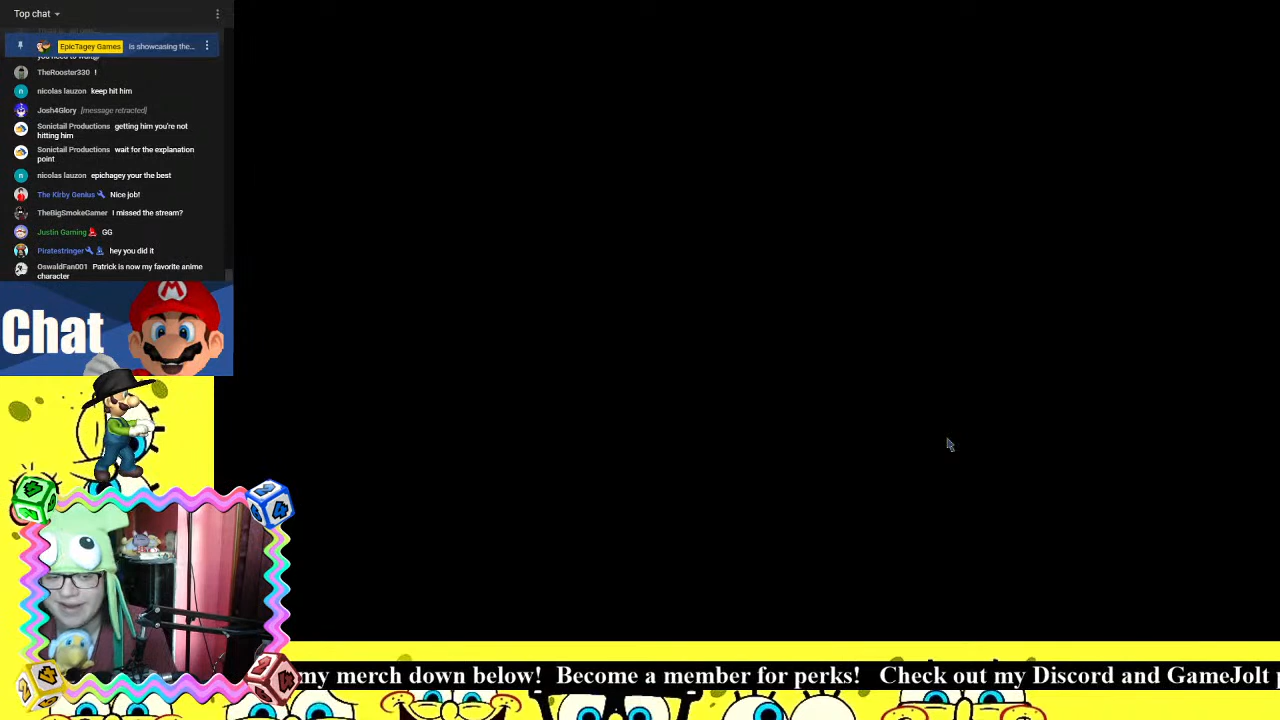 Top chat
EpicTagey Games is showcasing the...
TheRooster330 !
nicolas lauzon keep hit him
Josh4Glory [message retracted]
Sonictail Productions getting him you're not
hitting him
Sonictail Productions wait for the explanation
point
nicolas lauzon epichagey your the best
The Kirby Genius Nice job!
TheBigSmokeGamer I missed the stream?
Justin Gaming GG
Piratestringer hey you did it
OswaldFan001 Patrick is now my favorite anime
character
M
Chat
my merch down below! Become a member for perks! Check out my Discord and GameJolt